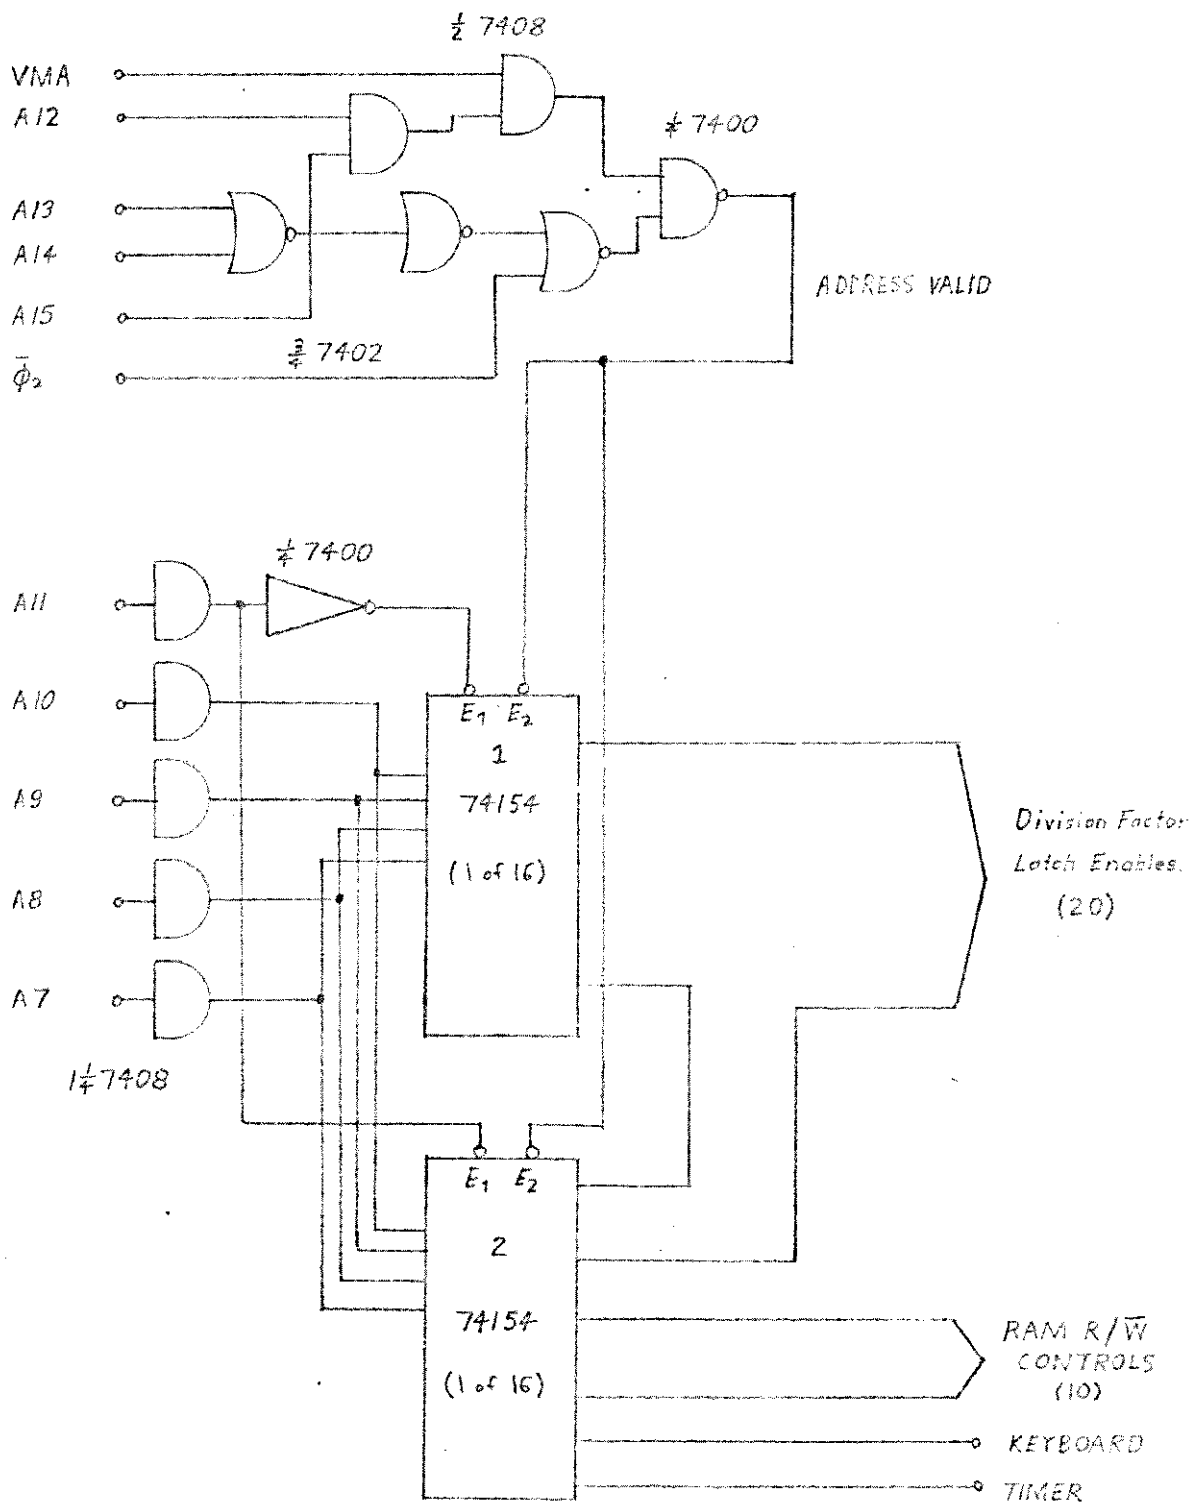 ½ 7408
VMA
A12
¼ 7400
A13
A14
ADDRESS VALID
A15
¾ 7402
φ̄₂
¼ 7400
A11
A10
E₁ E₂
1
A9
74154
Division Factor
Latch Enables.
(1 of 16)
(20)
A8
A7
1¼ 7408
E₁ E₂
2
74154
RAM R/W̅
CONTROLS
(1 of 16)
(10)
KEYBOARD
TIMER